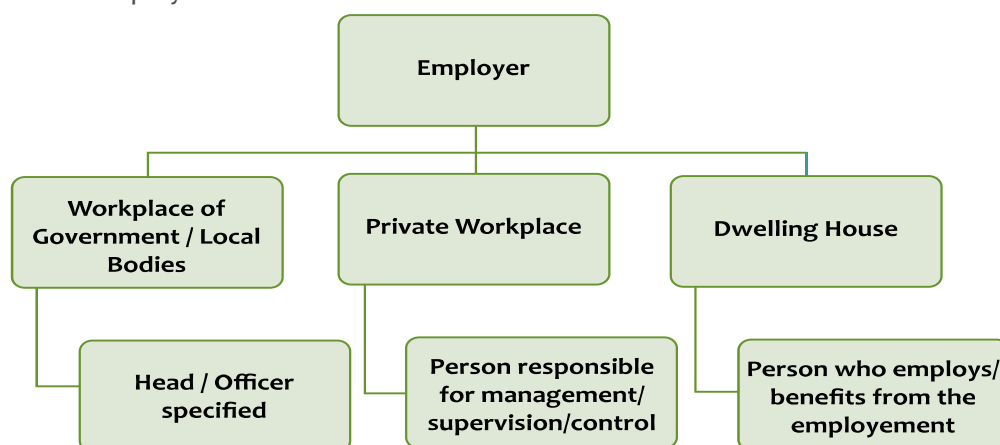 Employer
Workplace of
Government / Local
Bodies
Private Workplace
Dwelling House
Head / Officer
specified
Person responsible
for management/
supervision/control
Person who employs/
benefits from the
employement